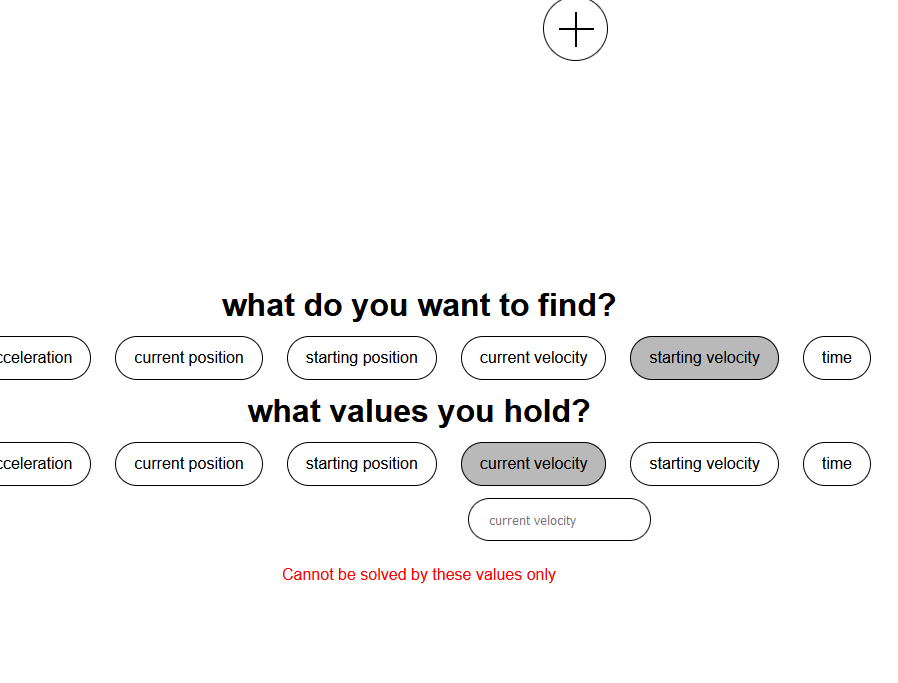 what do you want to find?
cceleration current position starting position current velocity starting velocity time
what values you hold?
cceleration current position starting position current velocity starting velocity time
current velocity
Cannot be solved by these values only